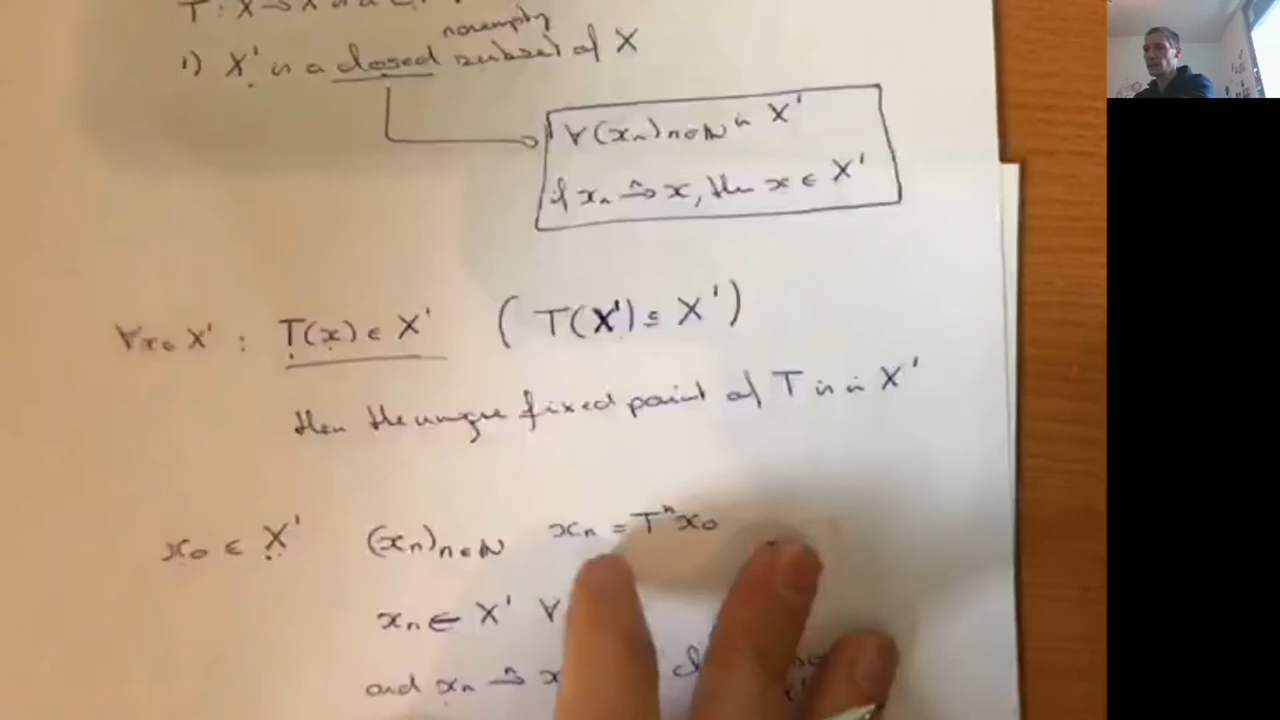 T : X → X is a
nonempty
1) X' is a closed subset of X
∀(xₙ)ₙ∈ℕ in X'
if xₙ →ⁿ x, then x ∈ X'
∀x∈X' : T(x) ∈ X' ( T(X') ⊆ X' )
then the unique fixed point of T is in X'
x₀ ∈ X' (xₙ)ₙ∈ℕ xₙ = Tⁿx₀
xₙ ∈ X' ∀
and xₙ →ⁿ x